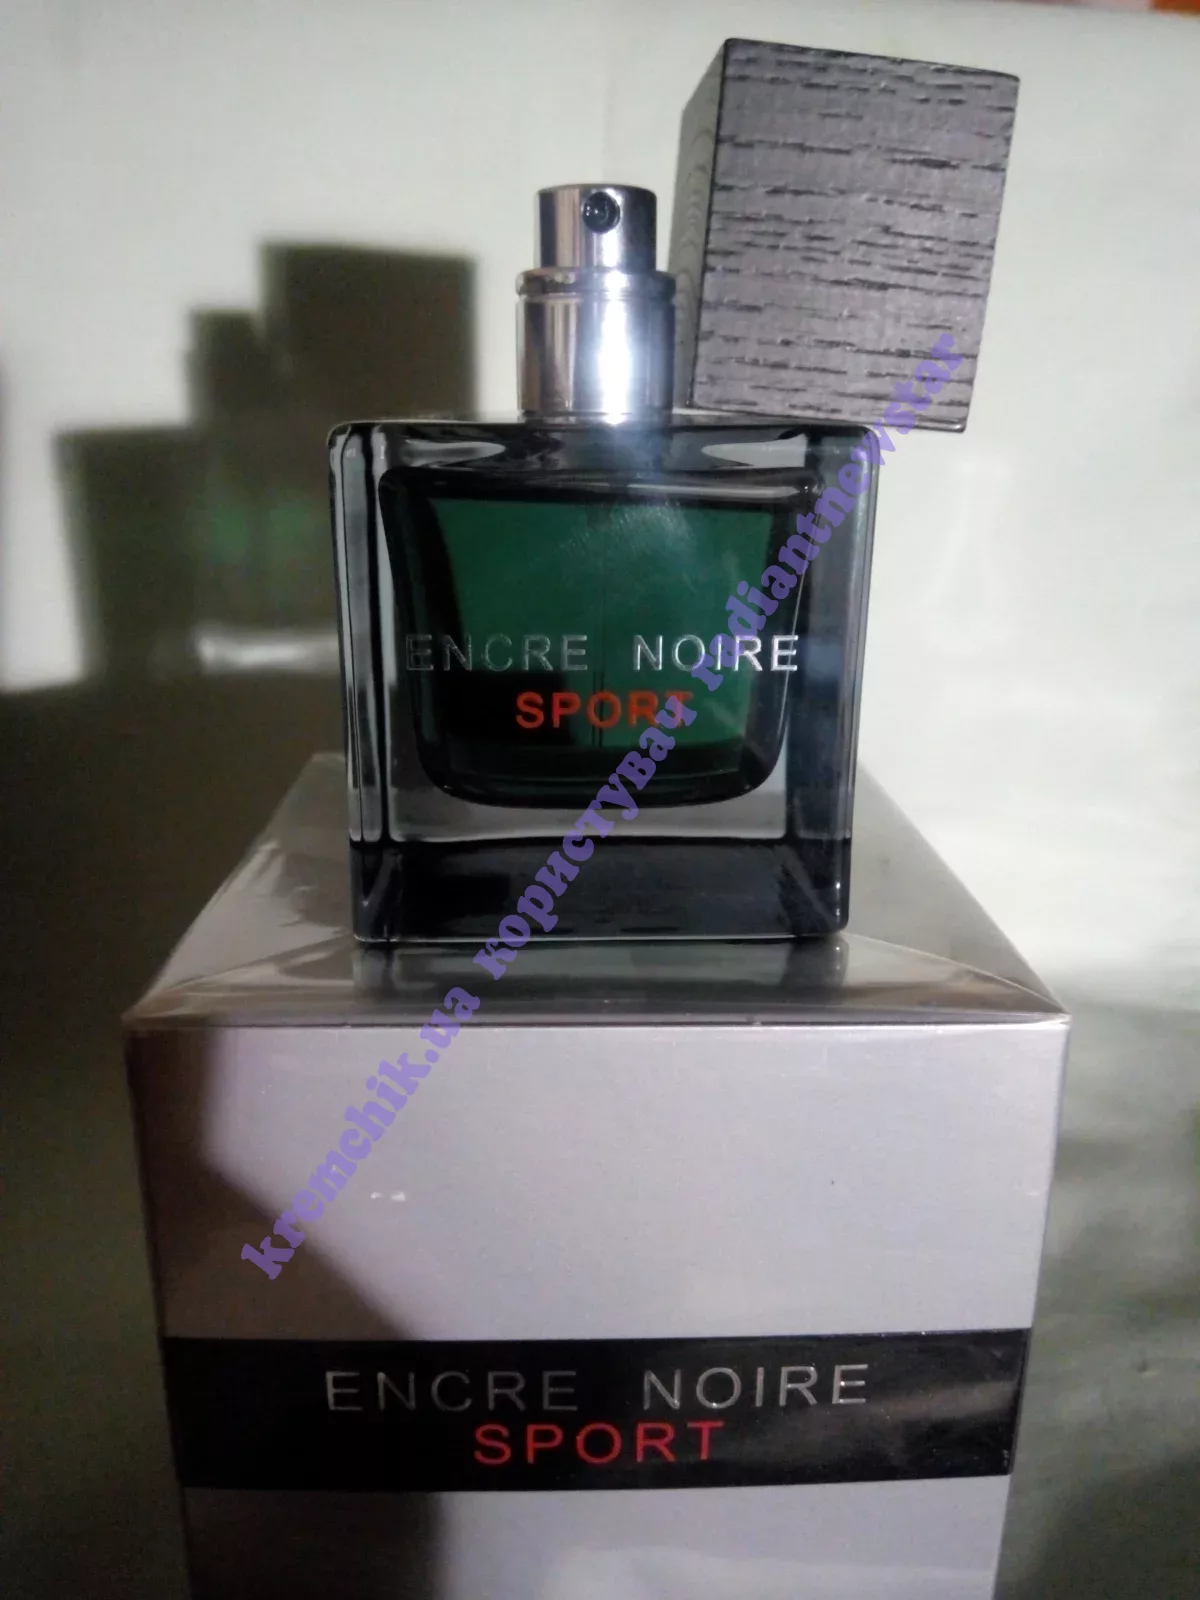 ENCRE NOIRE
SPORT
kremchik.ua користувач radiantnewstar
ENCRE NOIRE
SPORT